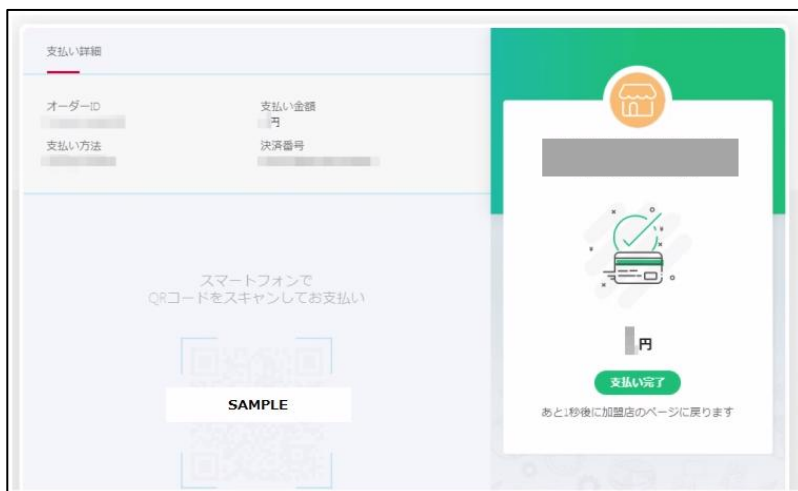 支払い詳細
オーダーID
支払い金額
円
支払い方法
決済番号
スマートフォンで
QRコードをスキャンしてお支払い
SAMPLE
円
支払い完了
あと1秒後に加盟店のページに戻ります